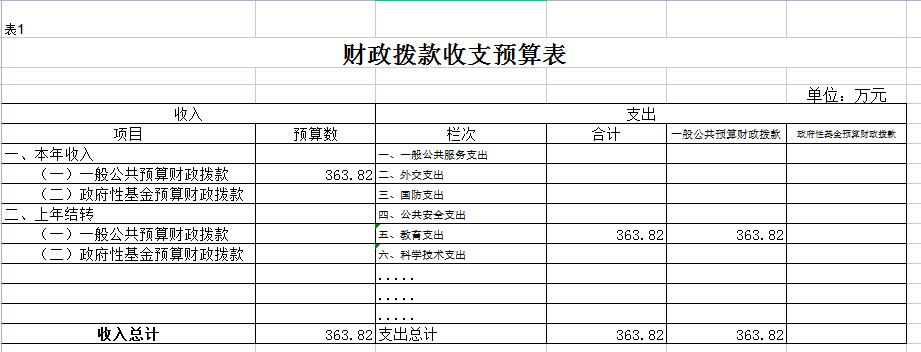 表1
财政拨款收支预算表
单位：万元
收入 支出
项目 预算数 栏次 合计 一般公共预算财政拨款 政府性基金预算财政拨款
一、本年收入 一、一般公共服务支出
（一）一般公共预算财政拨款 363.82 二、外交支出
（二）政府性基金预算财政拨款 三、国防支出
二、上年结转 四、公共安全支出
（一）一般公共预算财政拨款 五、教育支出 363.82 363.82
（二）政府性基金预算财政拨款 六、科学技术支出
.....
.....
.....
收入总计 363.82 支出总计 363.82 363.82